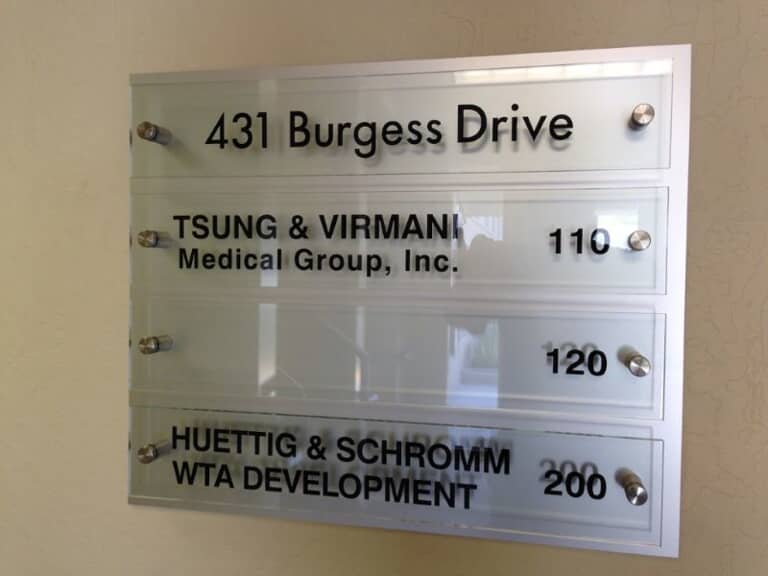 431 Burgess Drive
TSUNG & VIRMANI
Medical Group, Inc. 110
120
HUETTIG & SCHROMM
WTA DEVELOPMENT 200